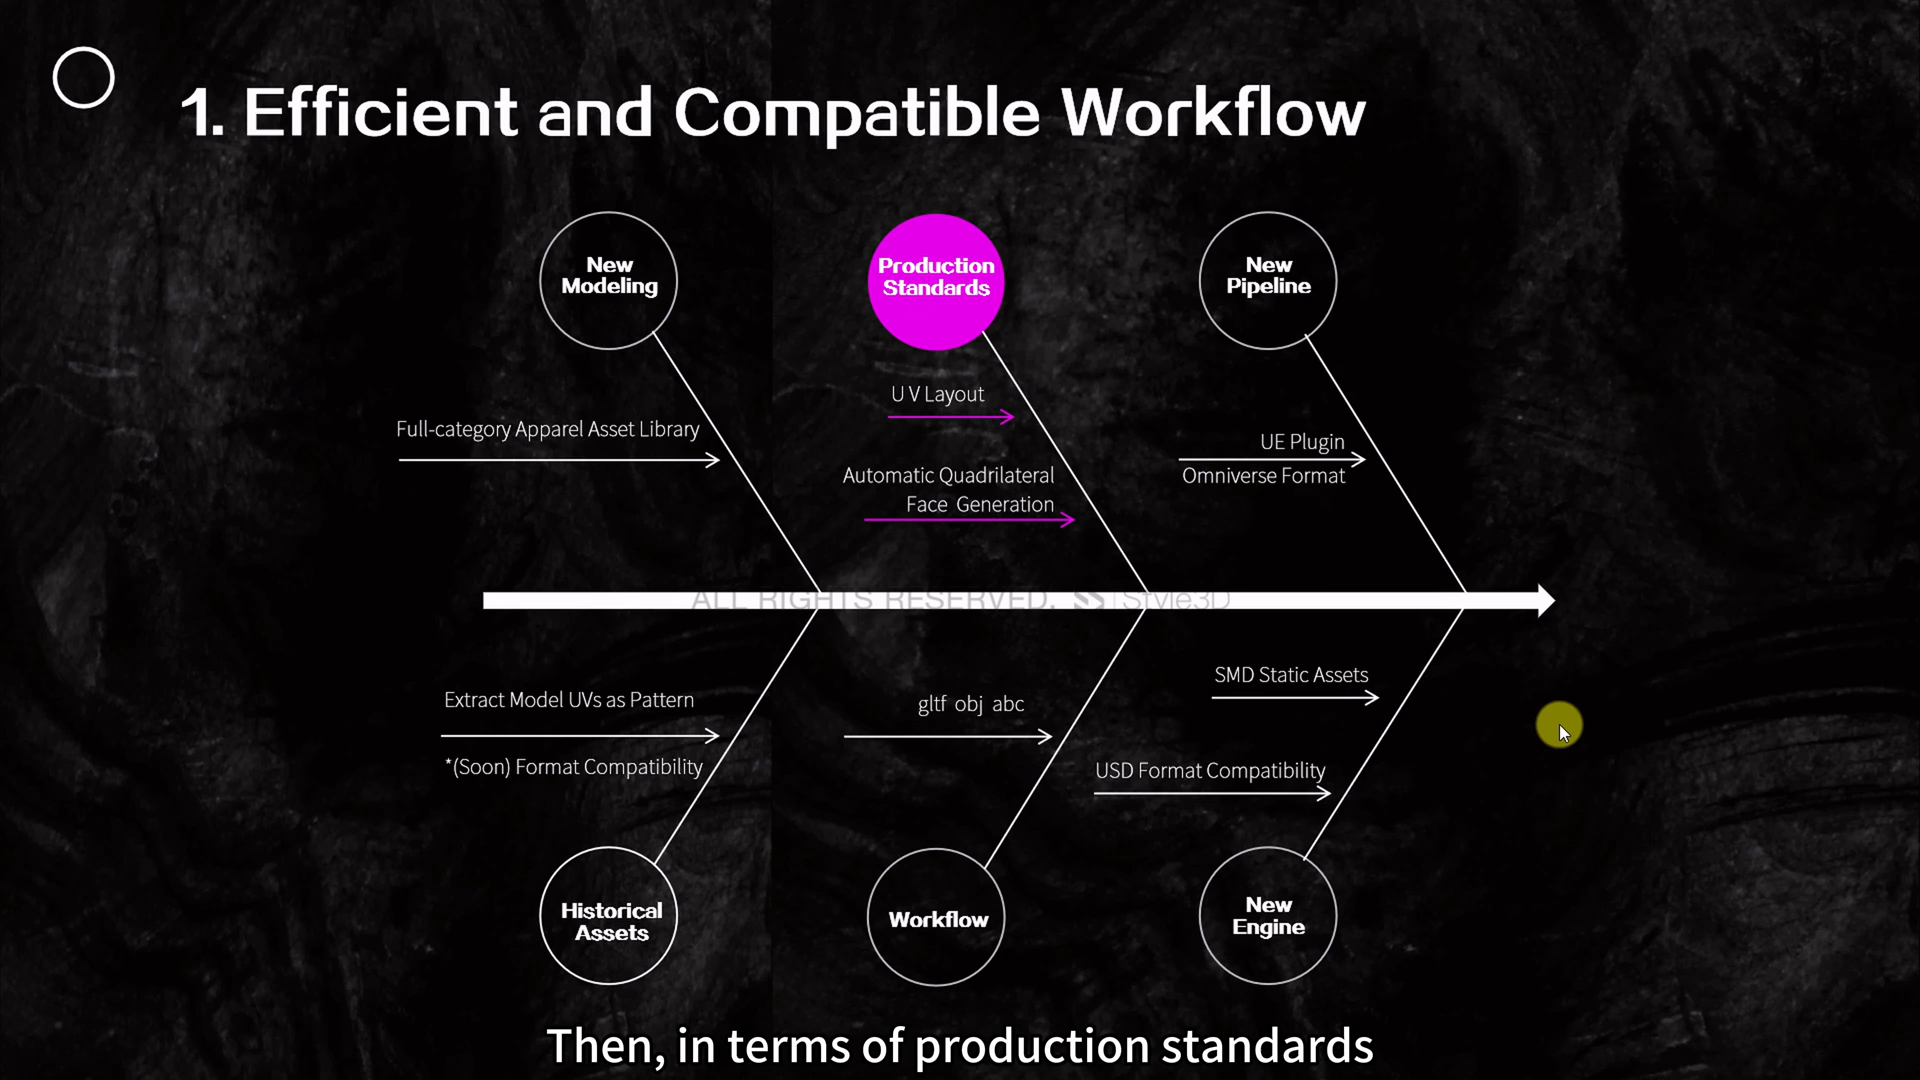 1. Efficient and Compatible Workflow
New
Modeling
Production
Standards
New
Pipeline
U V Layout
Full-category Apparel Asset Library
UE Plugin
Automatic Quadrilateral
Face Generation
Omniverse Format
ALL RIGHTS RESERVED. Style3D
SMD Static Assets
Extract Model UVs as Pattern
gltf obj abc
*(Soon) Format Compatibility
USD Format Compatibility
Historical
Assets
Workflow
New
Engine
Then, in terms of production standards